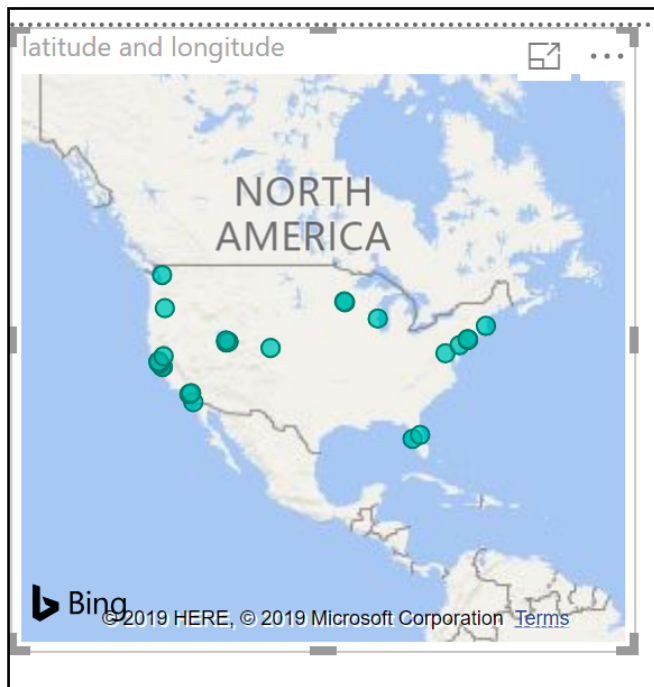 latitude and longitude
NORTH
AMERICA
Bing
© 2019 HERE, © 2019 Microsoft Corporation Terms